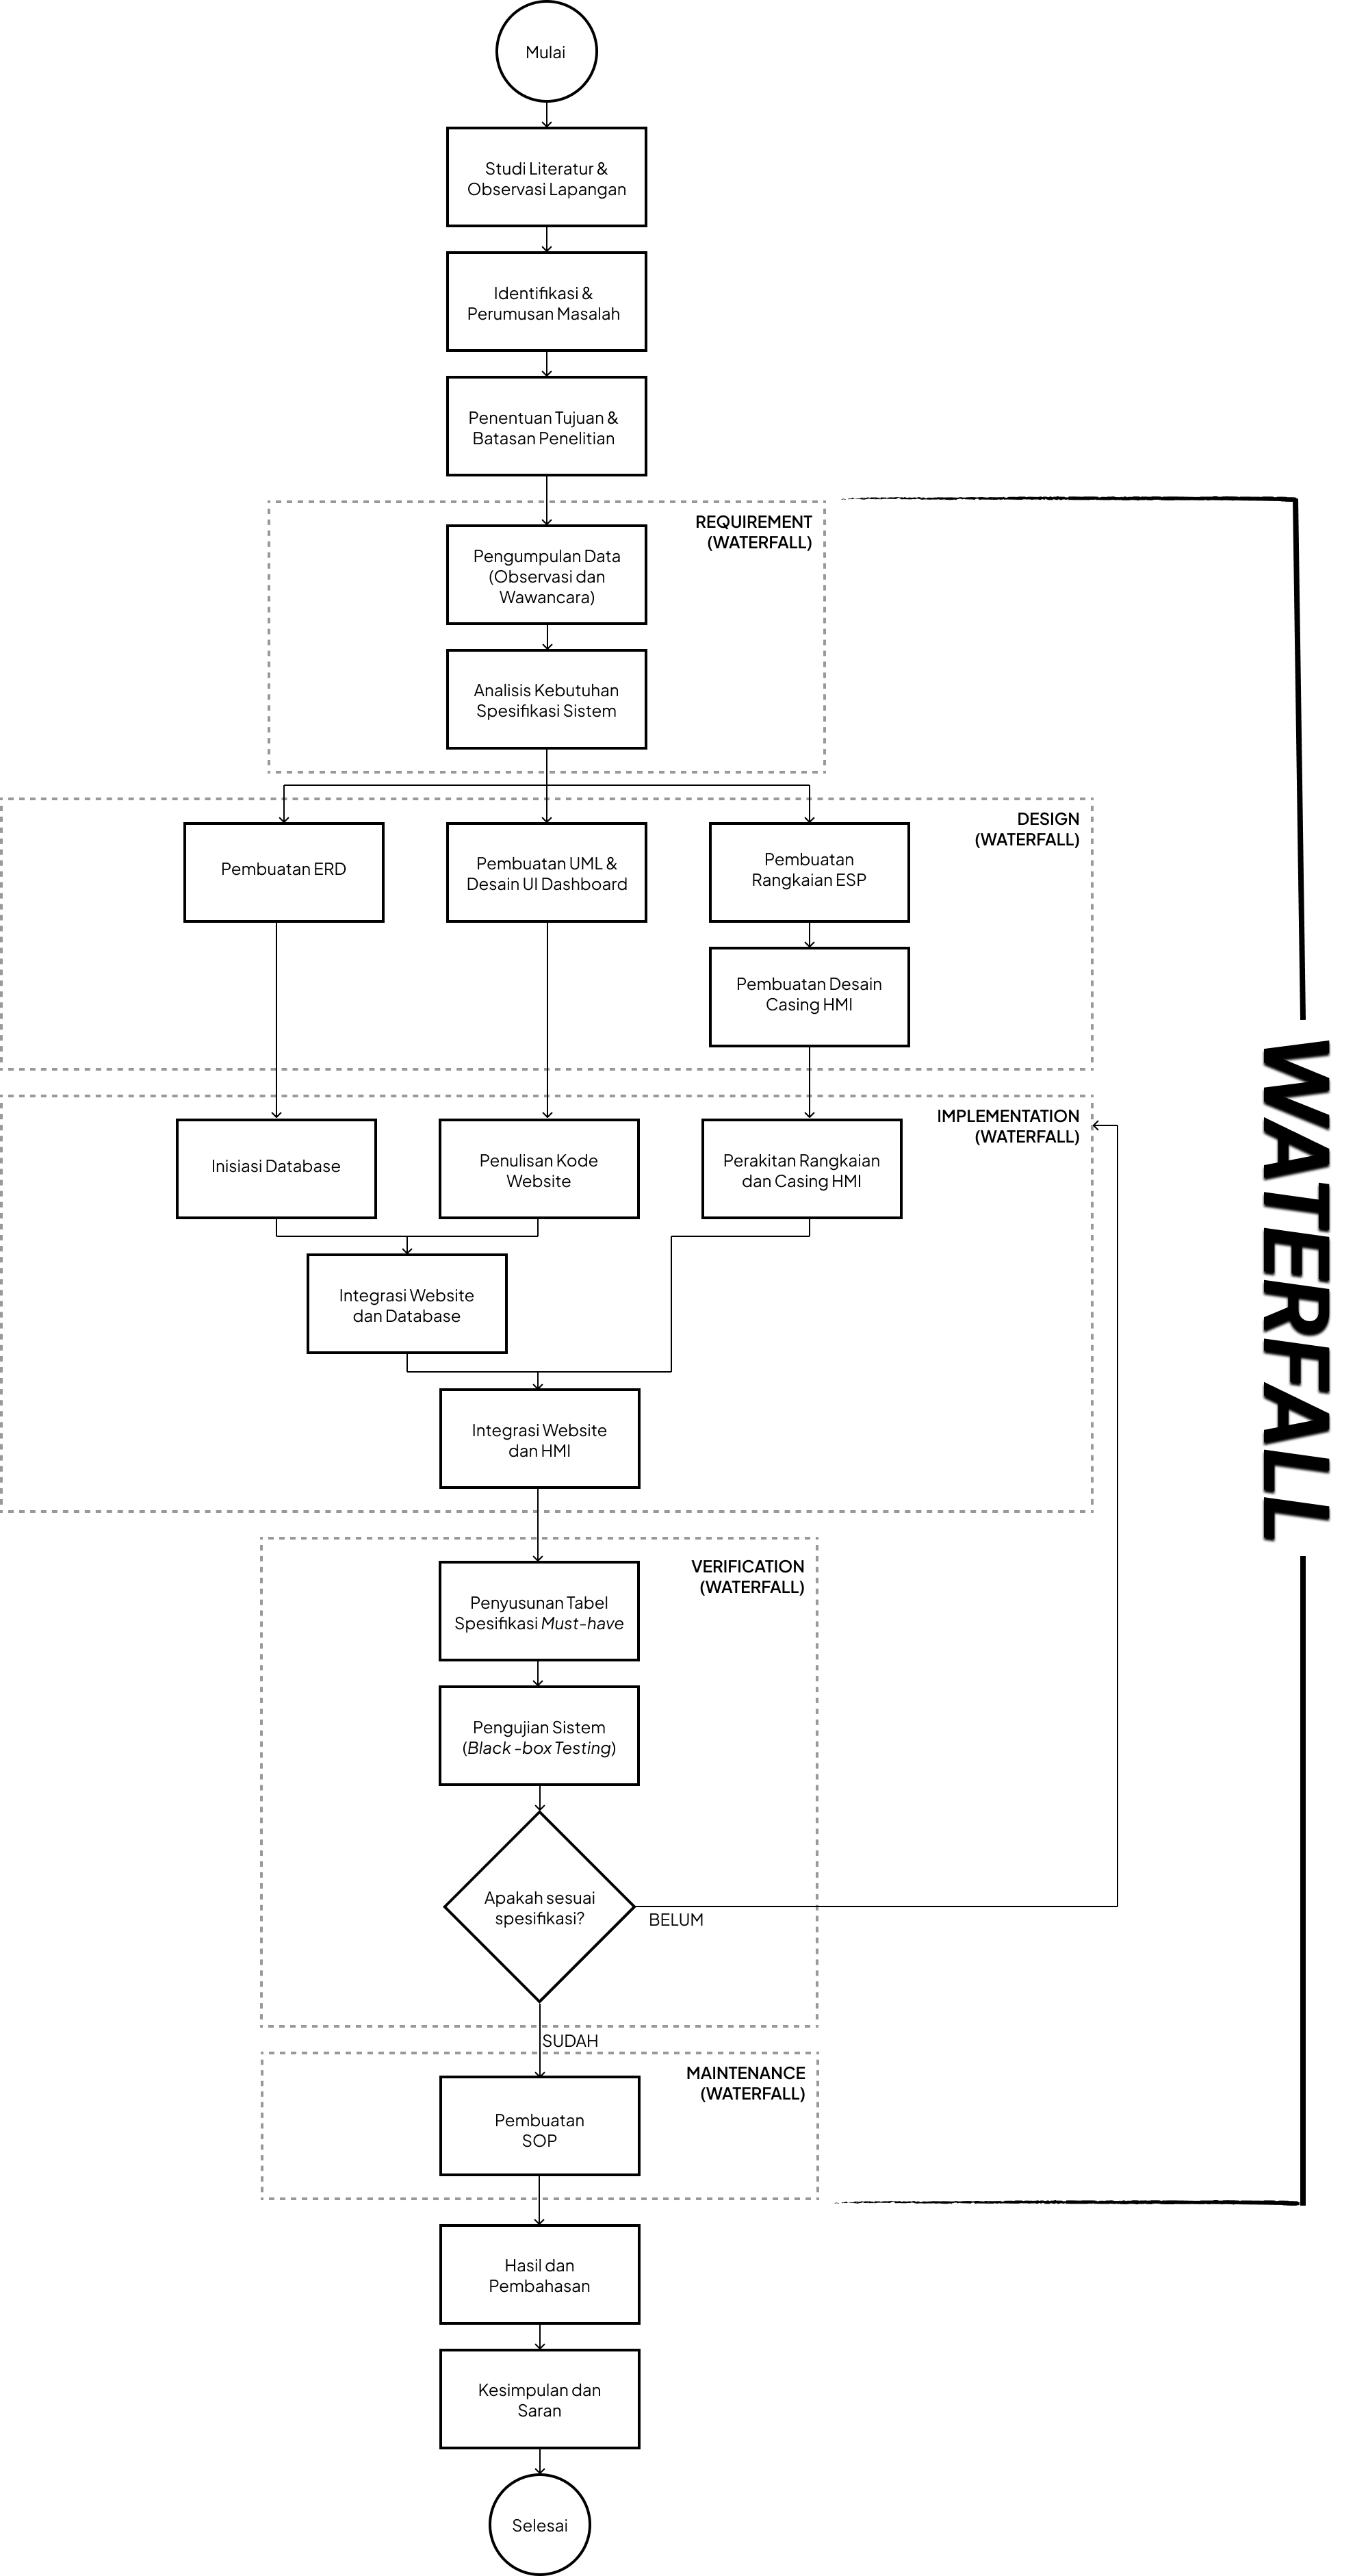 Mulai
Studi Literatur &
Observasi Lapangan
Identifikasi &
Perumusan Masalah
Penentuan Tujuan &
Batasan Penelitian
REQUIREMENT
(WATERFALL)
Pengumpulan Data
(Observasi dan
Wawancara)
Analisis Kebutuhan
Spesifikasi Sistem
DESIGN
(WATERFALL)
Pembuatan ERD
Pembuatan UML &
Desain UI Dashboard
Pembuatan
Rangkaian ESP
Pembuatan Desain
Casing HMI
IMPLEMENTATION
(WATERFALL)
Inisiasi Database
Penulisan Kode
Website
Perakitan Rangkaian
dan Casing HMI
Integrasi Website
dan Database
Integrasi Website
dan HMI
WATERFALL
VERIFICATION
(WATERFALL)
Penyusunan Tabel
Spesifikasi Must-have
Pengujian Sistem
(Black -box Testing)
Apakah sesuai
spesifikasi?
BELUM
SUDAH
MAINTENANCE
(WATERFALL)
Pembuatan
SOP
Hasil dan
Pembahasan
Kesimpulan dan
Saran
Selesai